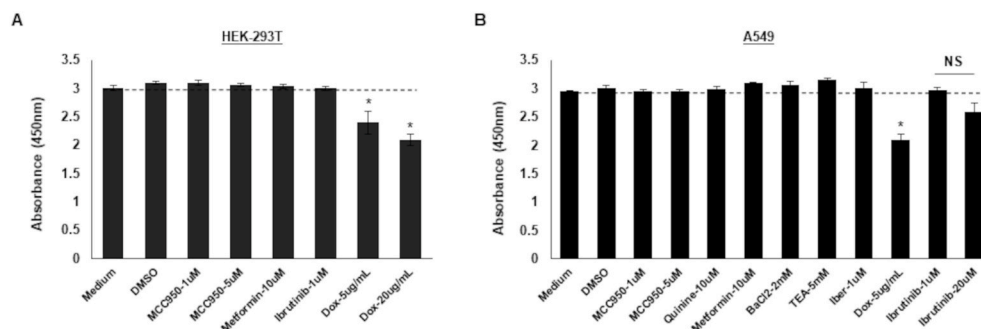 A
HEK-293T
3.5
3
2.5
2
1.5
1
0.5
0
Absorbance (450nm)
*
*
Medium
DMSO
MCC950-1uM
MCC950-5uM
Metformin-10uM
Ibrutinib-1uM
Dox-5ug/mL
Dox-20ug/mL
B
A549
NS
3.5
3
2.5
2
1.5
1
0.5
0
Absorbance (450nm)
*
Medium
DMSO
MCC950-1uM
MCC950-5uM
Quinine-10uM
Metformin-10uM
BaCl2-2mM
TEA-5mM
Iber-1uM
Dox-5ug/mL
Ibrutinib-1uM
Ibrutinib-20uM